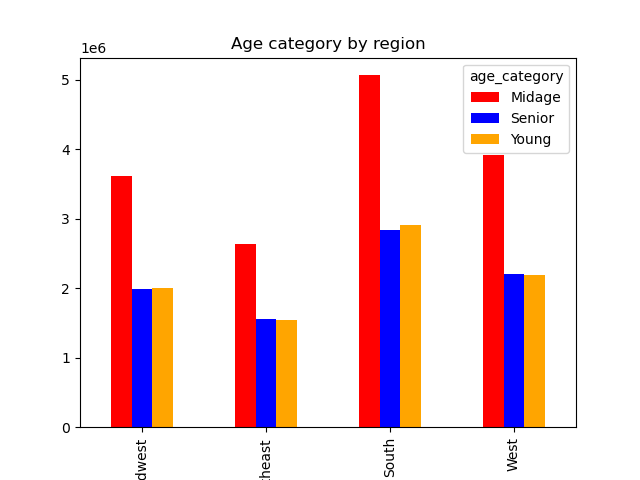 Age category by region
1e6
age_category
Midage
Senior
Young
5
4
3
2
1
0
dwest
theast
South
West